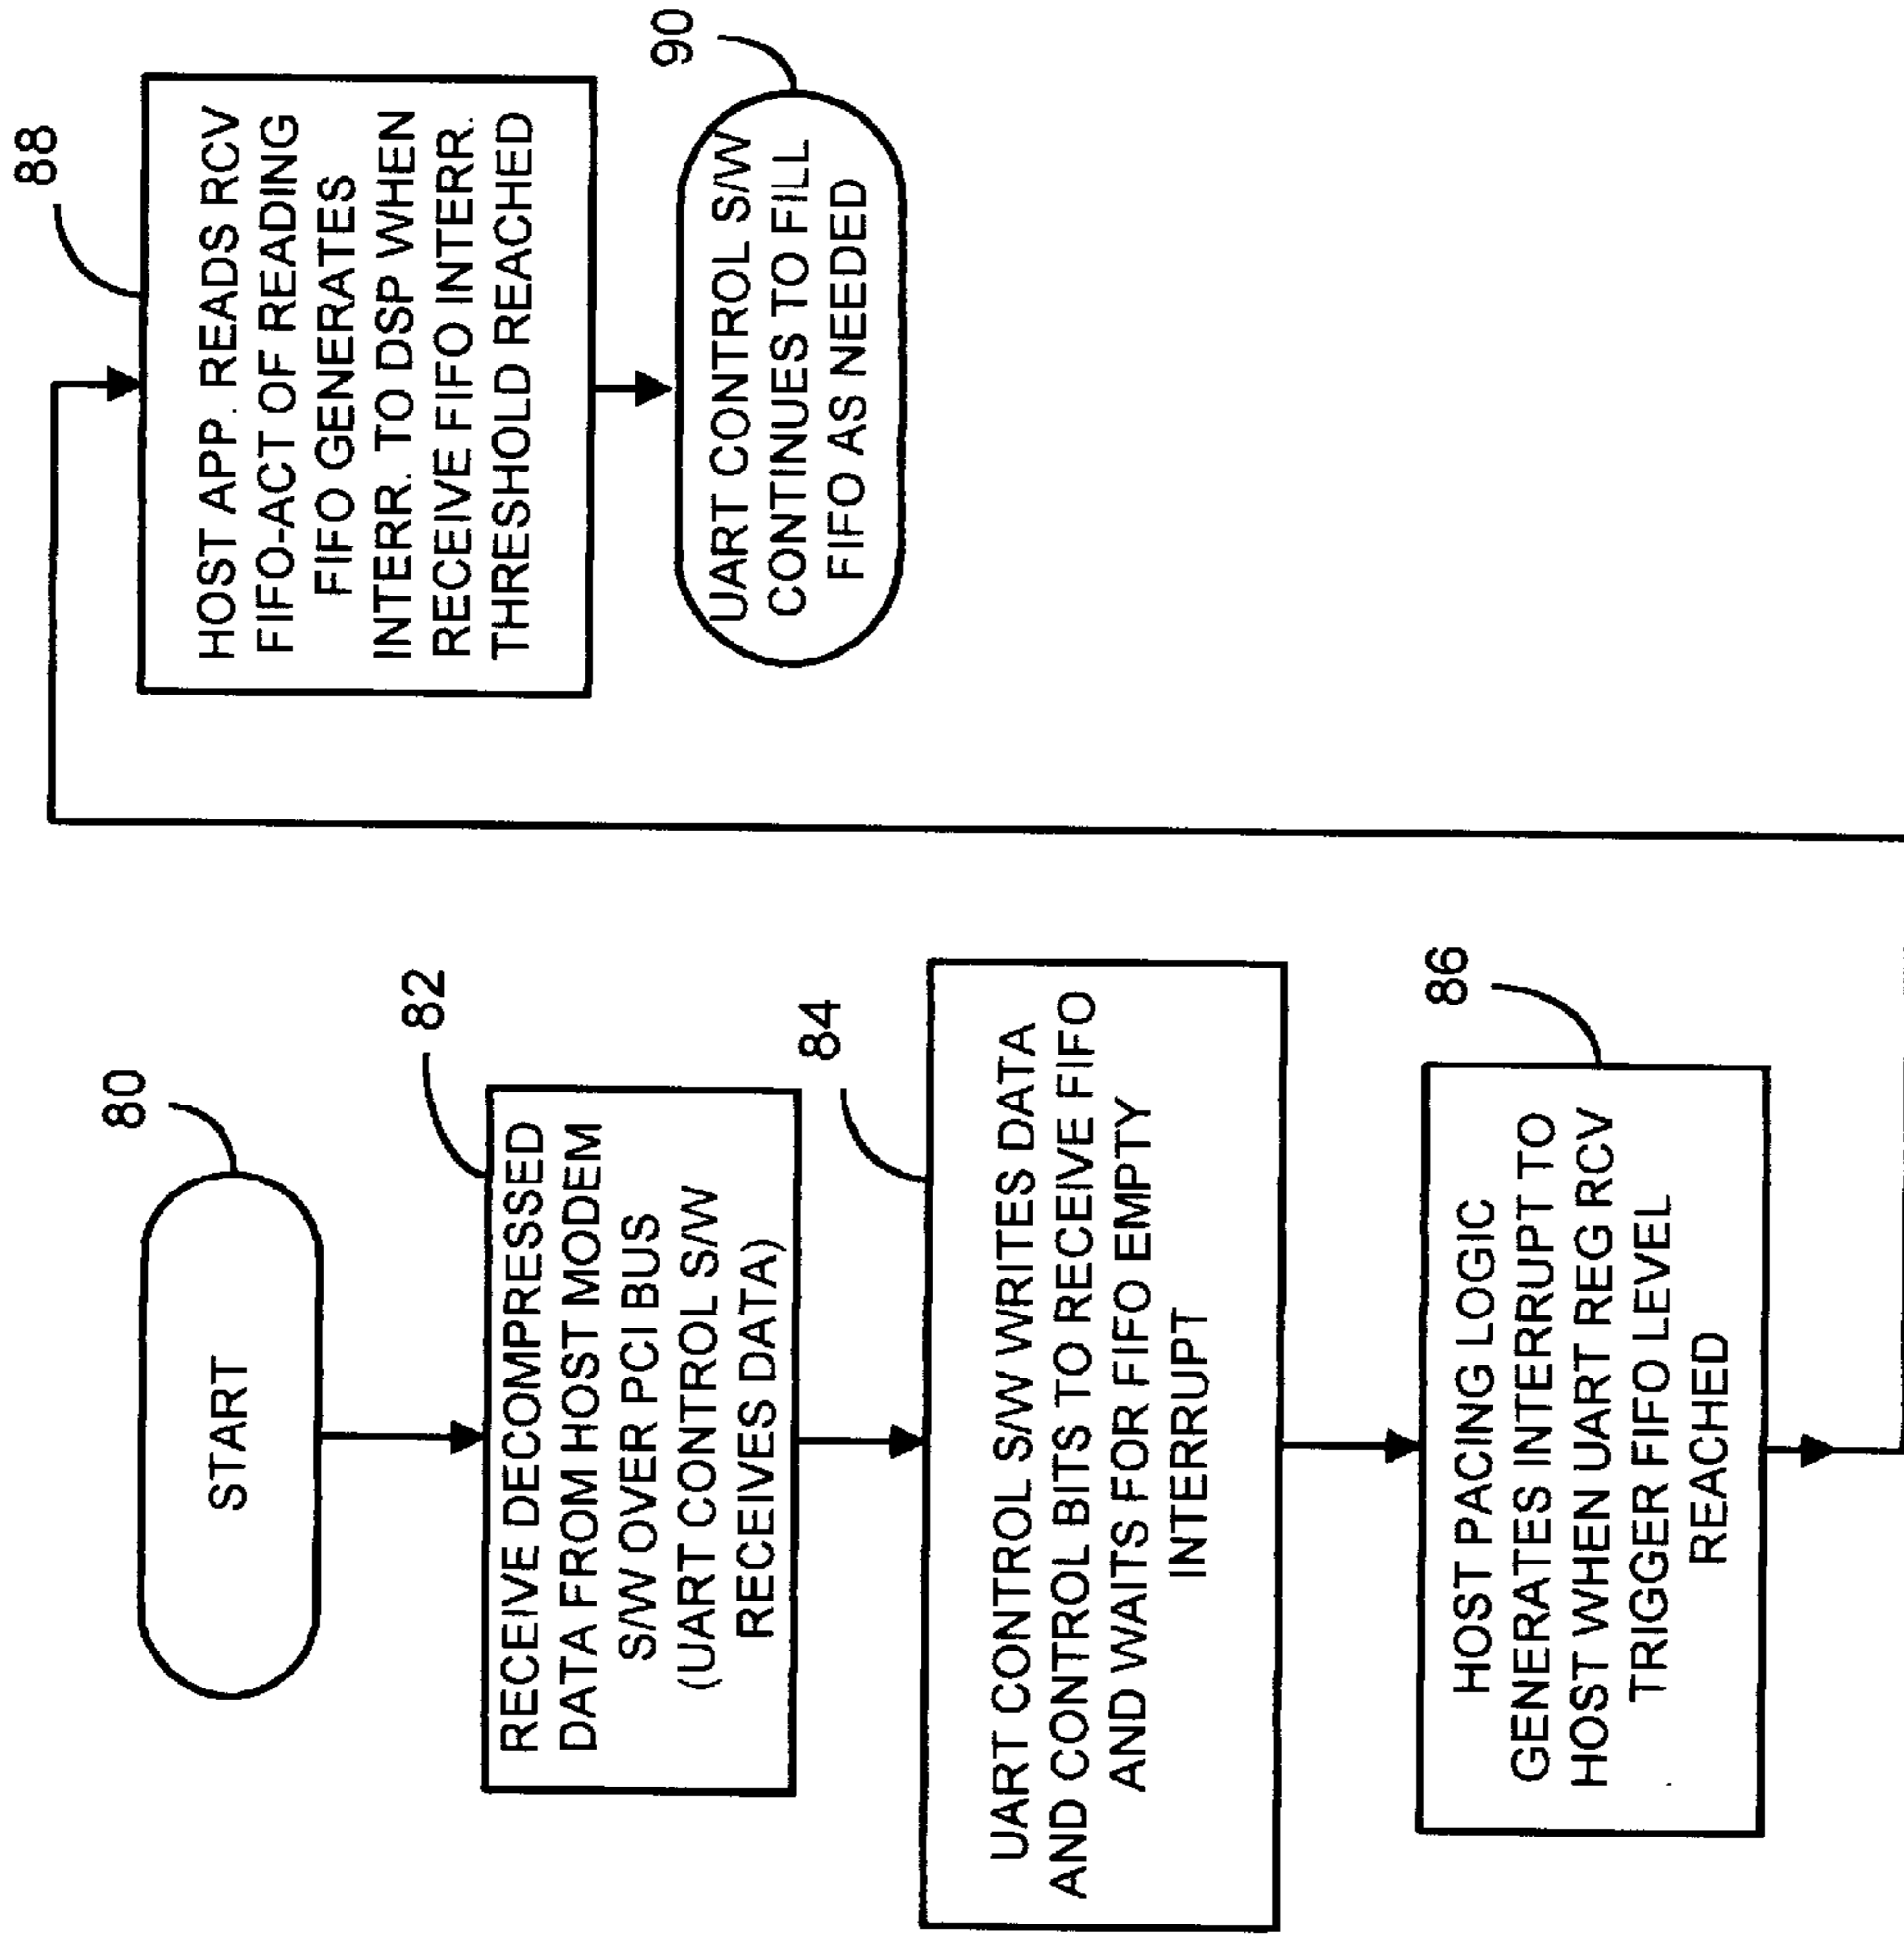 80
START
82
RECEIVE DECOMPRESSED
DATA FROM HOST MODEM
S/W OVER PCI BUS
(UART CONTROL S/W
RECEIVES DATA)
84
UART CONTROL S/W WRITES DATA
AND CONTROL BITS TO RECEIVE FIFO
AND WAITS FOR FIFO EMPTY
INTERRUPT
86
HOST PACING LOGIC
GENERATES INTERRUPT TO
HOST WHEN UART REG RCV
TRIGGER FIFO LEVEL
REACHED
88
HOST APP. READS RCV
FIFO-ACT OF READING
FIFO GENERATES
INTERR. TO DSP WHEN
RECEIVE FIFO INTERR.
THRESHOLD REACHED
90
UART CONTROL S/W
CONTINUES TO FILL
FIFO AS NEEDED